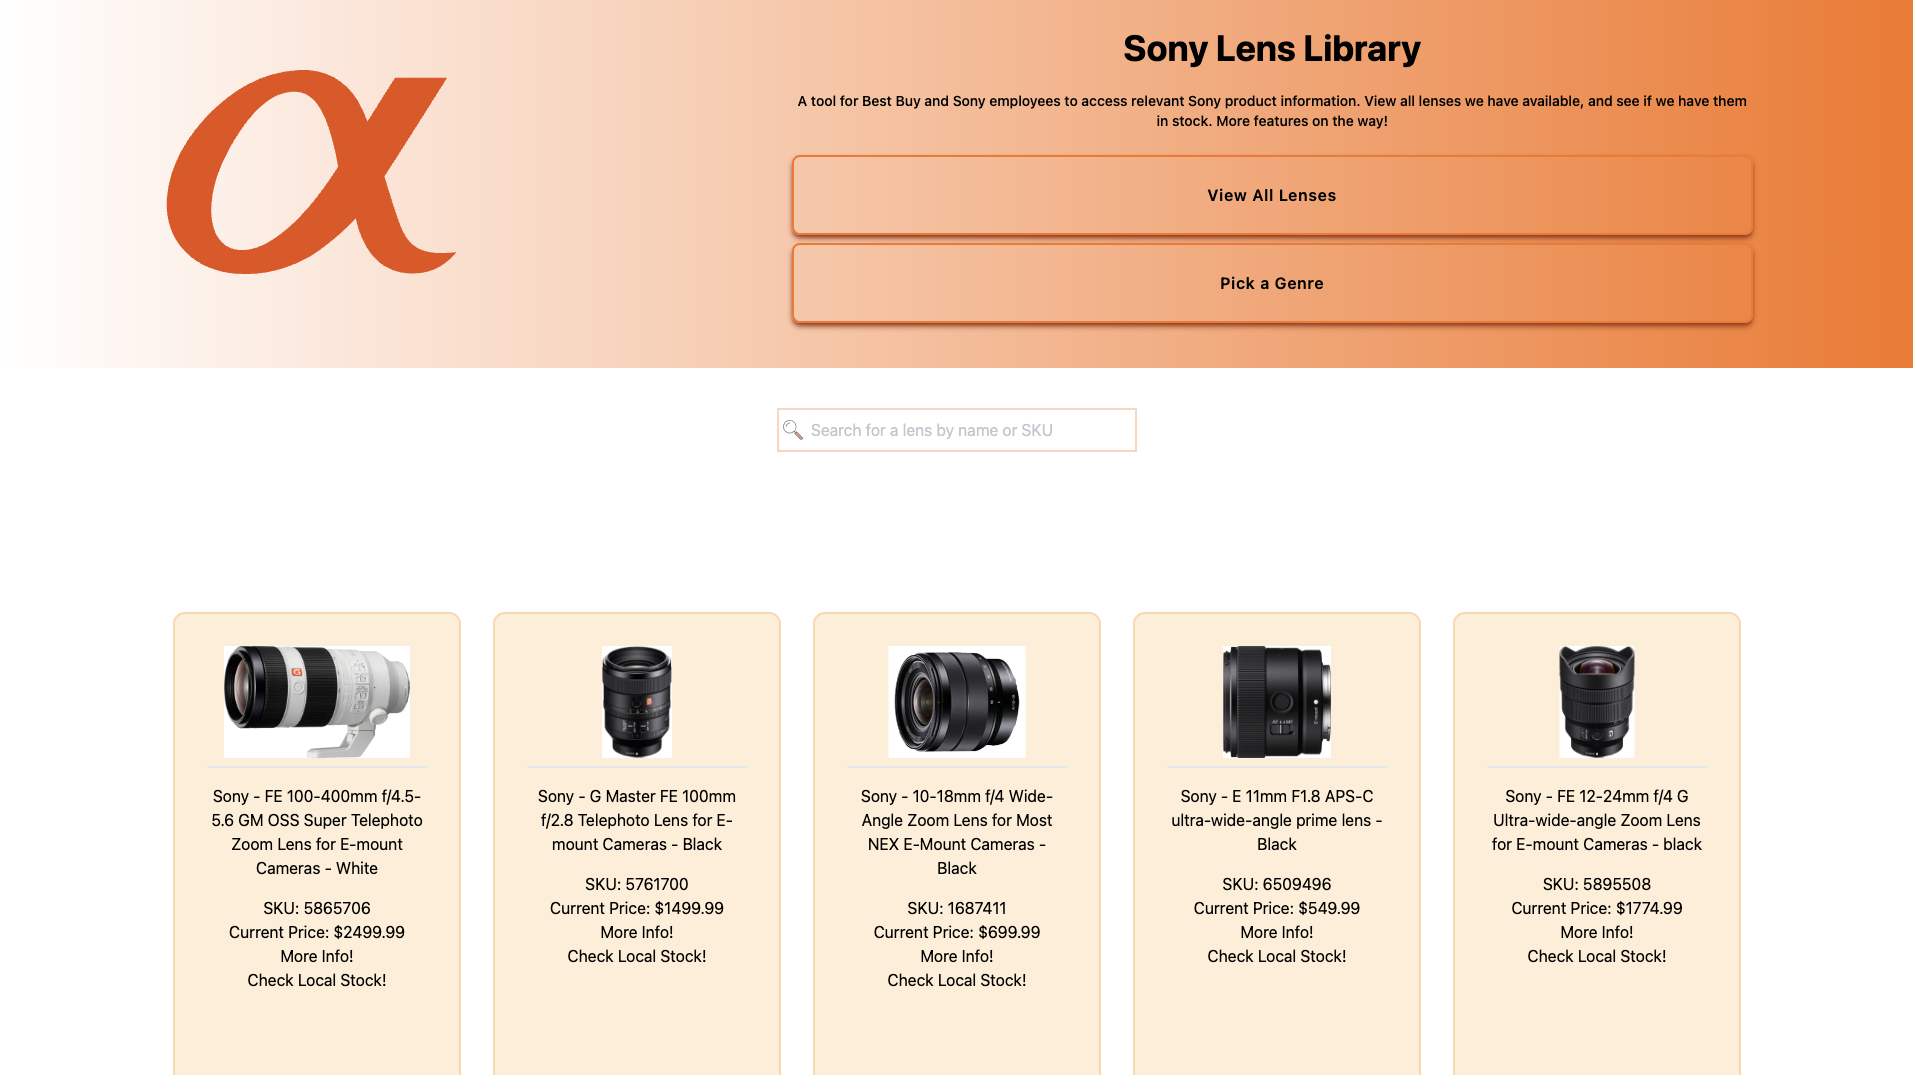 Sony Lens Library
A tool for Best Buy and Sony employees to access relevant Sony product information. View all lenses we have available, and see if we have them
in stock. More features on the way!
View All Lenses
Pick a Genre
Search for a lens by name or SKU
Sony - FE 100-400mm f/4.5-
5.6 GM OSS Super Telephoto
Zoom Lens for E-mount
Cameras - White
SKU: 5865706
Current Price: $2499.99
More Info!
Check Local Stock!
Sony - G Master FE 100mm
f/2.8 Telephoto Lens for E-
mount Cameras - Black
SKU: 5761700
Current Price: $1499.99
More Info!
Check Local Stock!
Sony - 10-18mm f/4 Wide-
Angle Zoom Lens for Most
NEX E-Mount Cameras -
Black
SKU: 1687411
Current Price: $699.99
More Info!
Check Local Stock!
Sony - E 11mm F1.8 APS-C
ultra-wide-angle prime lens -
Black
SKU: 6509496
Current Price: $549.99
More Info!
Check Local Stock!
Sony - FE 12-24mm f/4 G
Ultra-wide-angle Zoom Lens
for E-mount Cameras - black
SKU: 5895508
Current Price: $1774.99
More Info!
Check Local Stock!